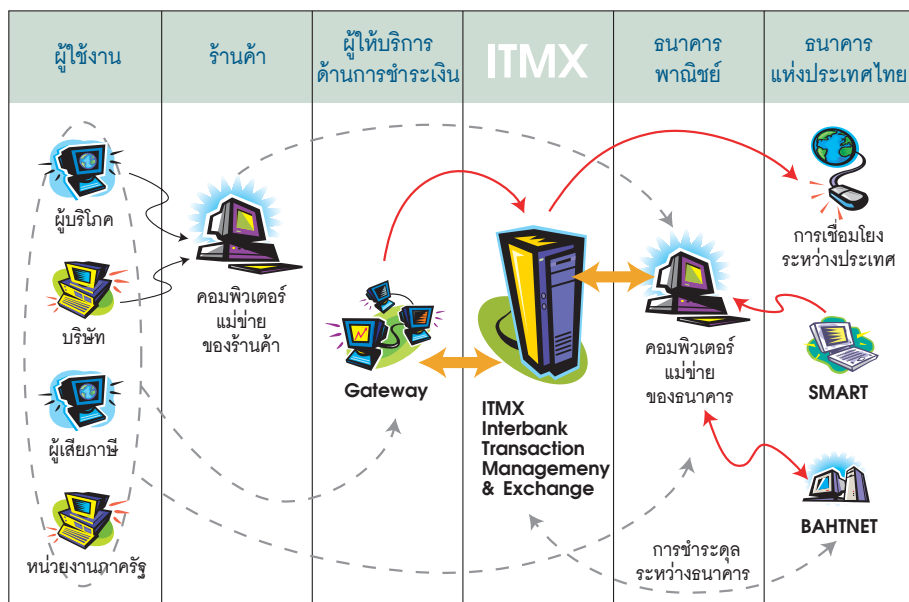 ผู้ใช้งาน
ร้านค้า
ผู้ให้บริการ
ด้านการชำระเงิน
ITMX
ธนาคาร
พาณิชย์
ธนาคาร
แห่งประเทศไทย
ผู้บริโภค
บริษัท
ผู้เสียภาษี
หน่วยงานภาครัฐ
คอมพิวเตอร์
แม่ข่าย
ของร้านค้า
Gateway
ITMX
Interbank
Transaction
Managemeny
& Exchange
คอมพิวเตอร์
แม่ข่าย
ของธนาคาร
การชำระดุล
ระหว่างธนาคาร
การเชื่อมโยง
ระหว่างประเทศ
SMART
BAHTNET